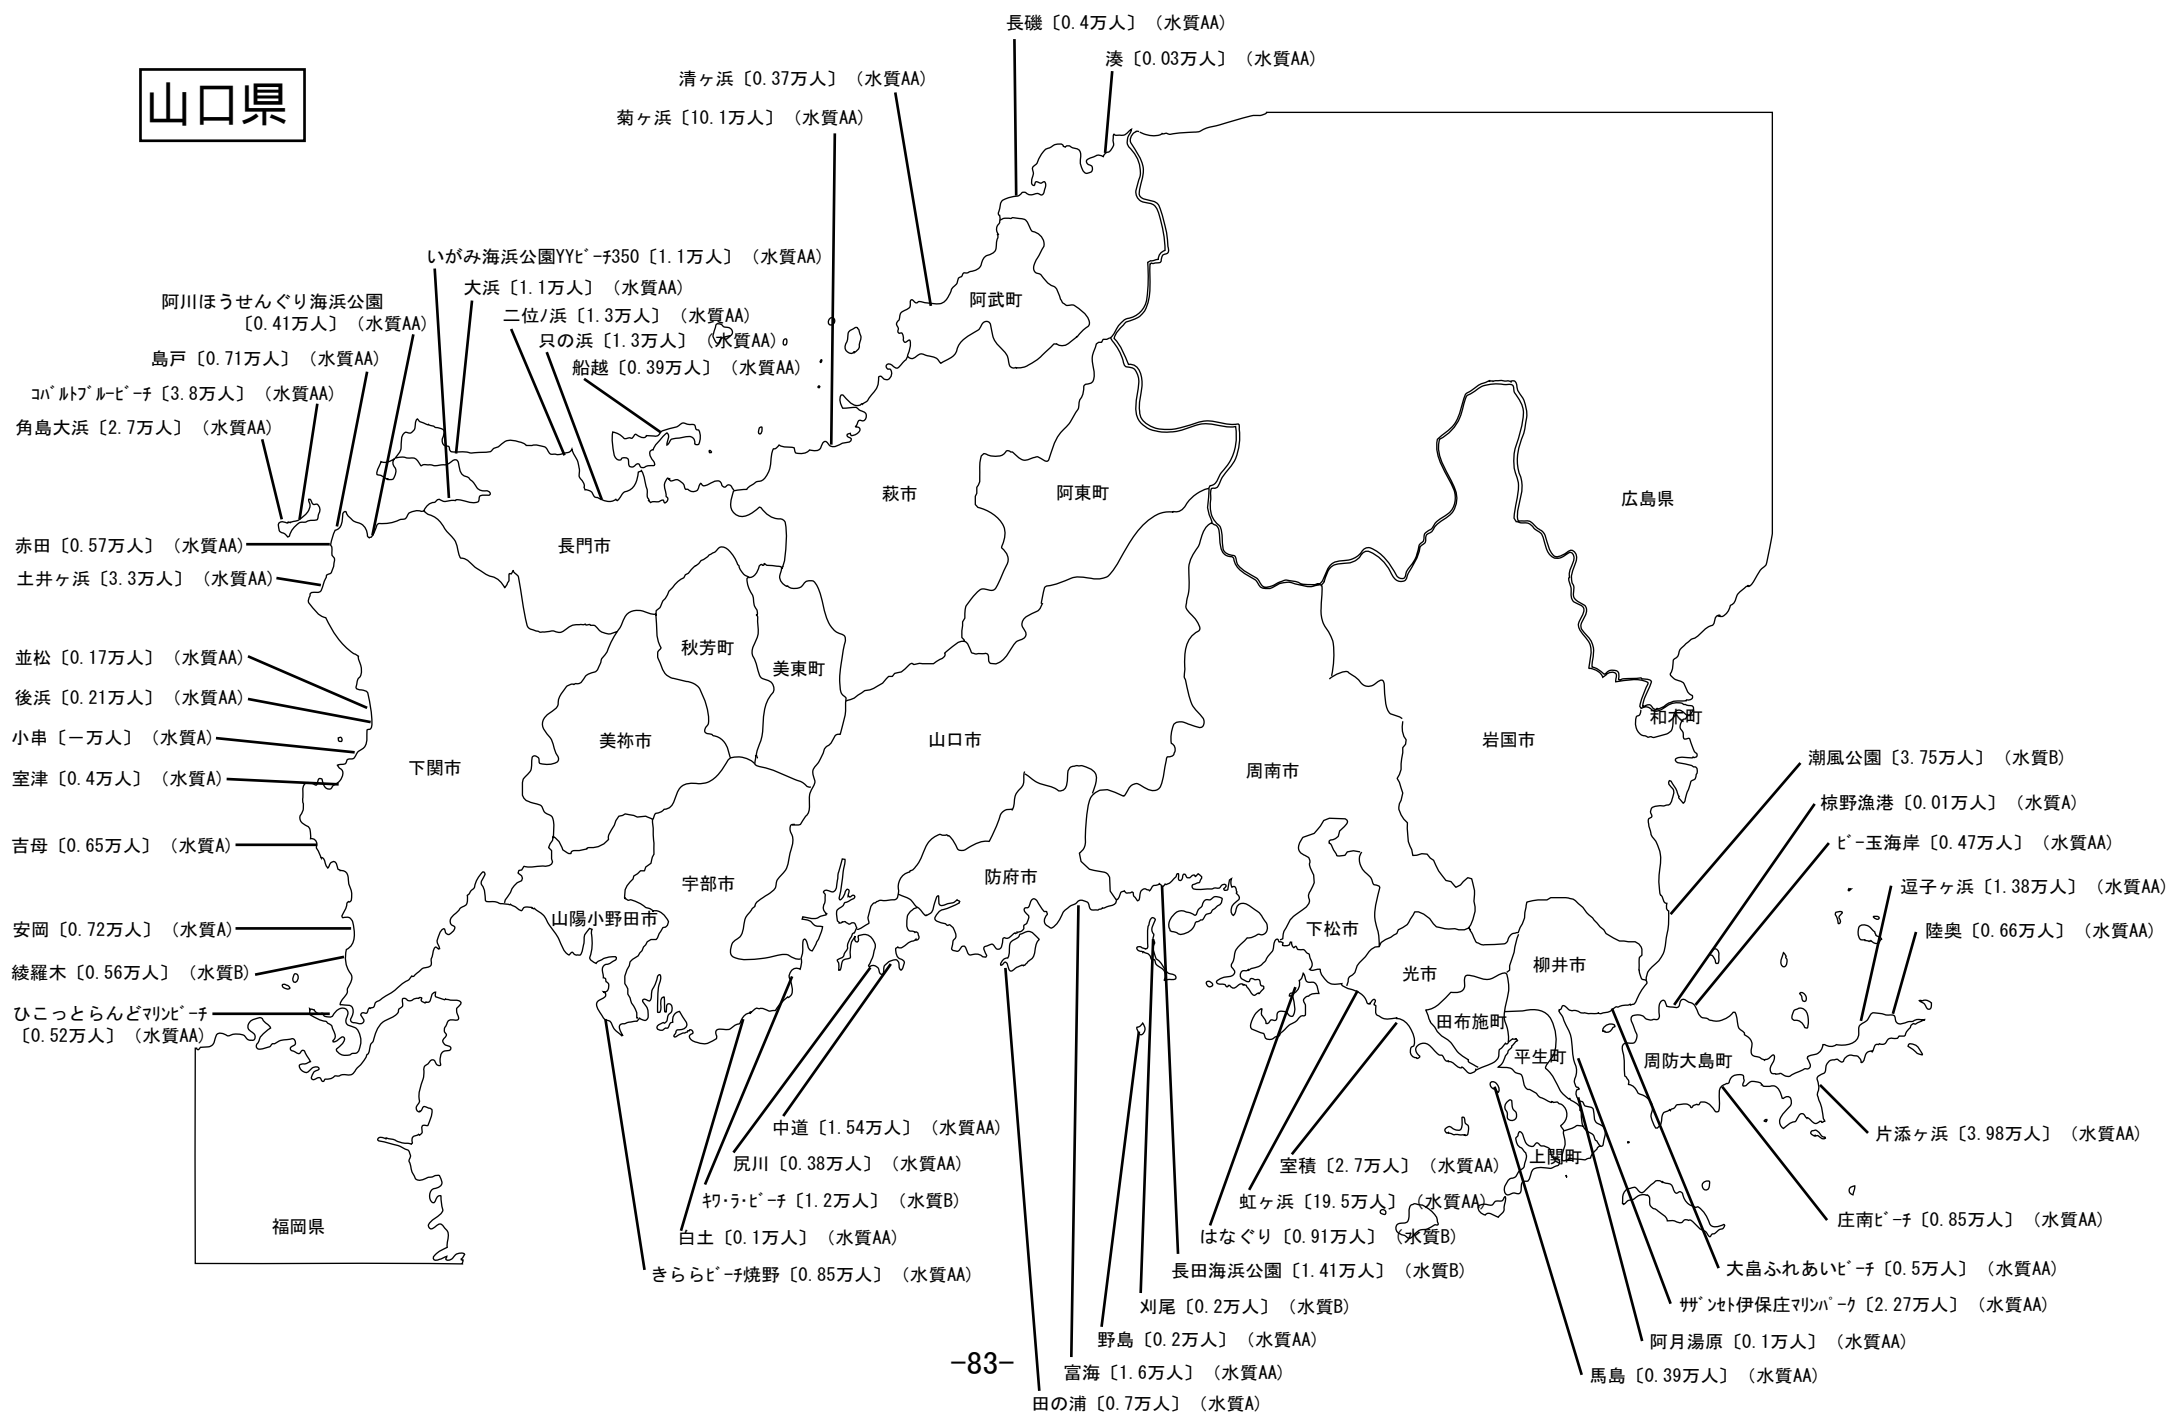 山口県
長磯〔0.4万人〕（水質AA）
湊〔0.03万人〕（水質AA）
清ヶ浜〔0.37万人〕（水質AA）
菊ヶ浜〔10.1万人〕（水質AA）
いがみ海浜公園YYﾋﾞｰﾁ350〔1.1万人〕（水質AA）
大浜〔1.1万人〕（水質AA）
二位ﾉ浜〔1.3万人〕（水質AA）
只の浜〔1.3万人〕（水質AA）
船越〔0.39万人〕（水質AA）
阿川ほうせんぐり海浜公園
〔0.41万人〕（水質AA）
島戸〔0.71万人〕（水質AA）
ｺﾊﾞﾙﾄﾌﾞﾙｰﾋﾞｰﾁ〔3.8万人〕（水質AA）
角島大浜〔2.7万人〕（水質AA）
赤田〔0.57万人〕（水質AA）
土井ヶ浜〔3.3万人〕（水質AA）
並松〔0.17万人〕（水質AA）
後浜〔0.21万人〕（水質AA）
小串〔－万人〕（水質A）
室津〔0.4万人〕（水質A）
吉母〔0.65万人〕（水質A）
安岡〔0.72万人〕（水質A）
綾羅木〔0.56万人〕（水質B）
ひこっとらんどﾏﾘﾝﾋﾞｰﾁ
〔0.52万人〕（水質AA）
阿武町
萩市
阿東町
広島県
長門市
秋芳町
美東町
美祢市
山口市
下関市
周南市
岩国市
和木町
宇部市
防府市
山陽小野田市
下松市
光市
柳井市
田布施町
平生町
周防大島町
上関町
福岡県
潮風公園〔3.75万人〕（水質B）
椋野漁港〔0.01万人〕（水質A）
ﾋﾞｰ玉海岸〔0.47万人〕（水質AA）
逗子ヶ浜〔1.38万人〕（水質AA）
陸奥〔0.66万人〕（水質AA）
片添ヶ浜〔3.98万人〕（水質AA）
庄南ﾋﾞｰﾁ〔0.85万人〕（水質AA）
大畠ふれあいﾋﾞｰﾁ〔0.5万人〕（水質AA）
ｻｻﾞﾝｾﾄ伊保庄ﾏﾘﾝﾊﾟｰｸ〔2.27万人〕（水質AA）
阿月湯原〔0.1万人〕（水質AA）
馬島〔0.39万人〕（水質AA）
室積〔2.7万人〕（水質AA）
虹ヶ浜〔19.5万人〕（水質AA）
はなぐり〔0.91万人〕（水質B）
長田海浜公園〔1.41万人〕（水質B）
刈尾〔0.2万人〕（水質B）
野島〔0.2万人〕（水質AA）
富海〔1.6万人〕（水質AA）
田の浦〔0.7万人〕（水質A）
中道〔1.54万人〕（水質AA）
尻川〔0.38万人〕（水質AA）
ｷﾜ･ﾗ･ﾋﾞｰﾁ〔1.2万人〕（水質B）
白土〔0.1万人〕（水質AA）
きららﾋﾞｰﾁ焼野〔0.85万人〕（水質AA）
-83-